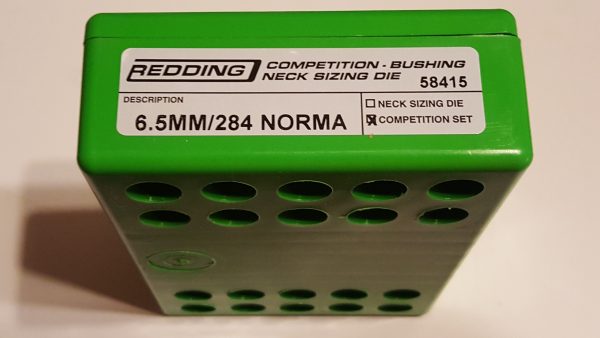 REDDING
COMPETITION - BUSHING
NECK SIZING DIE
58415
DESCRIPTION
6.5MM/284 NORMA
NECK SIZING DIE
COMPETITION SET